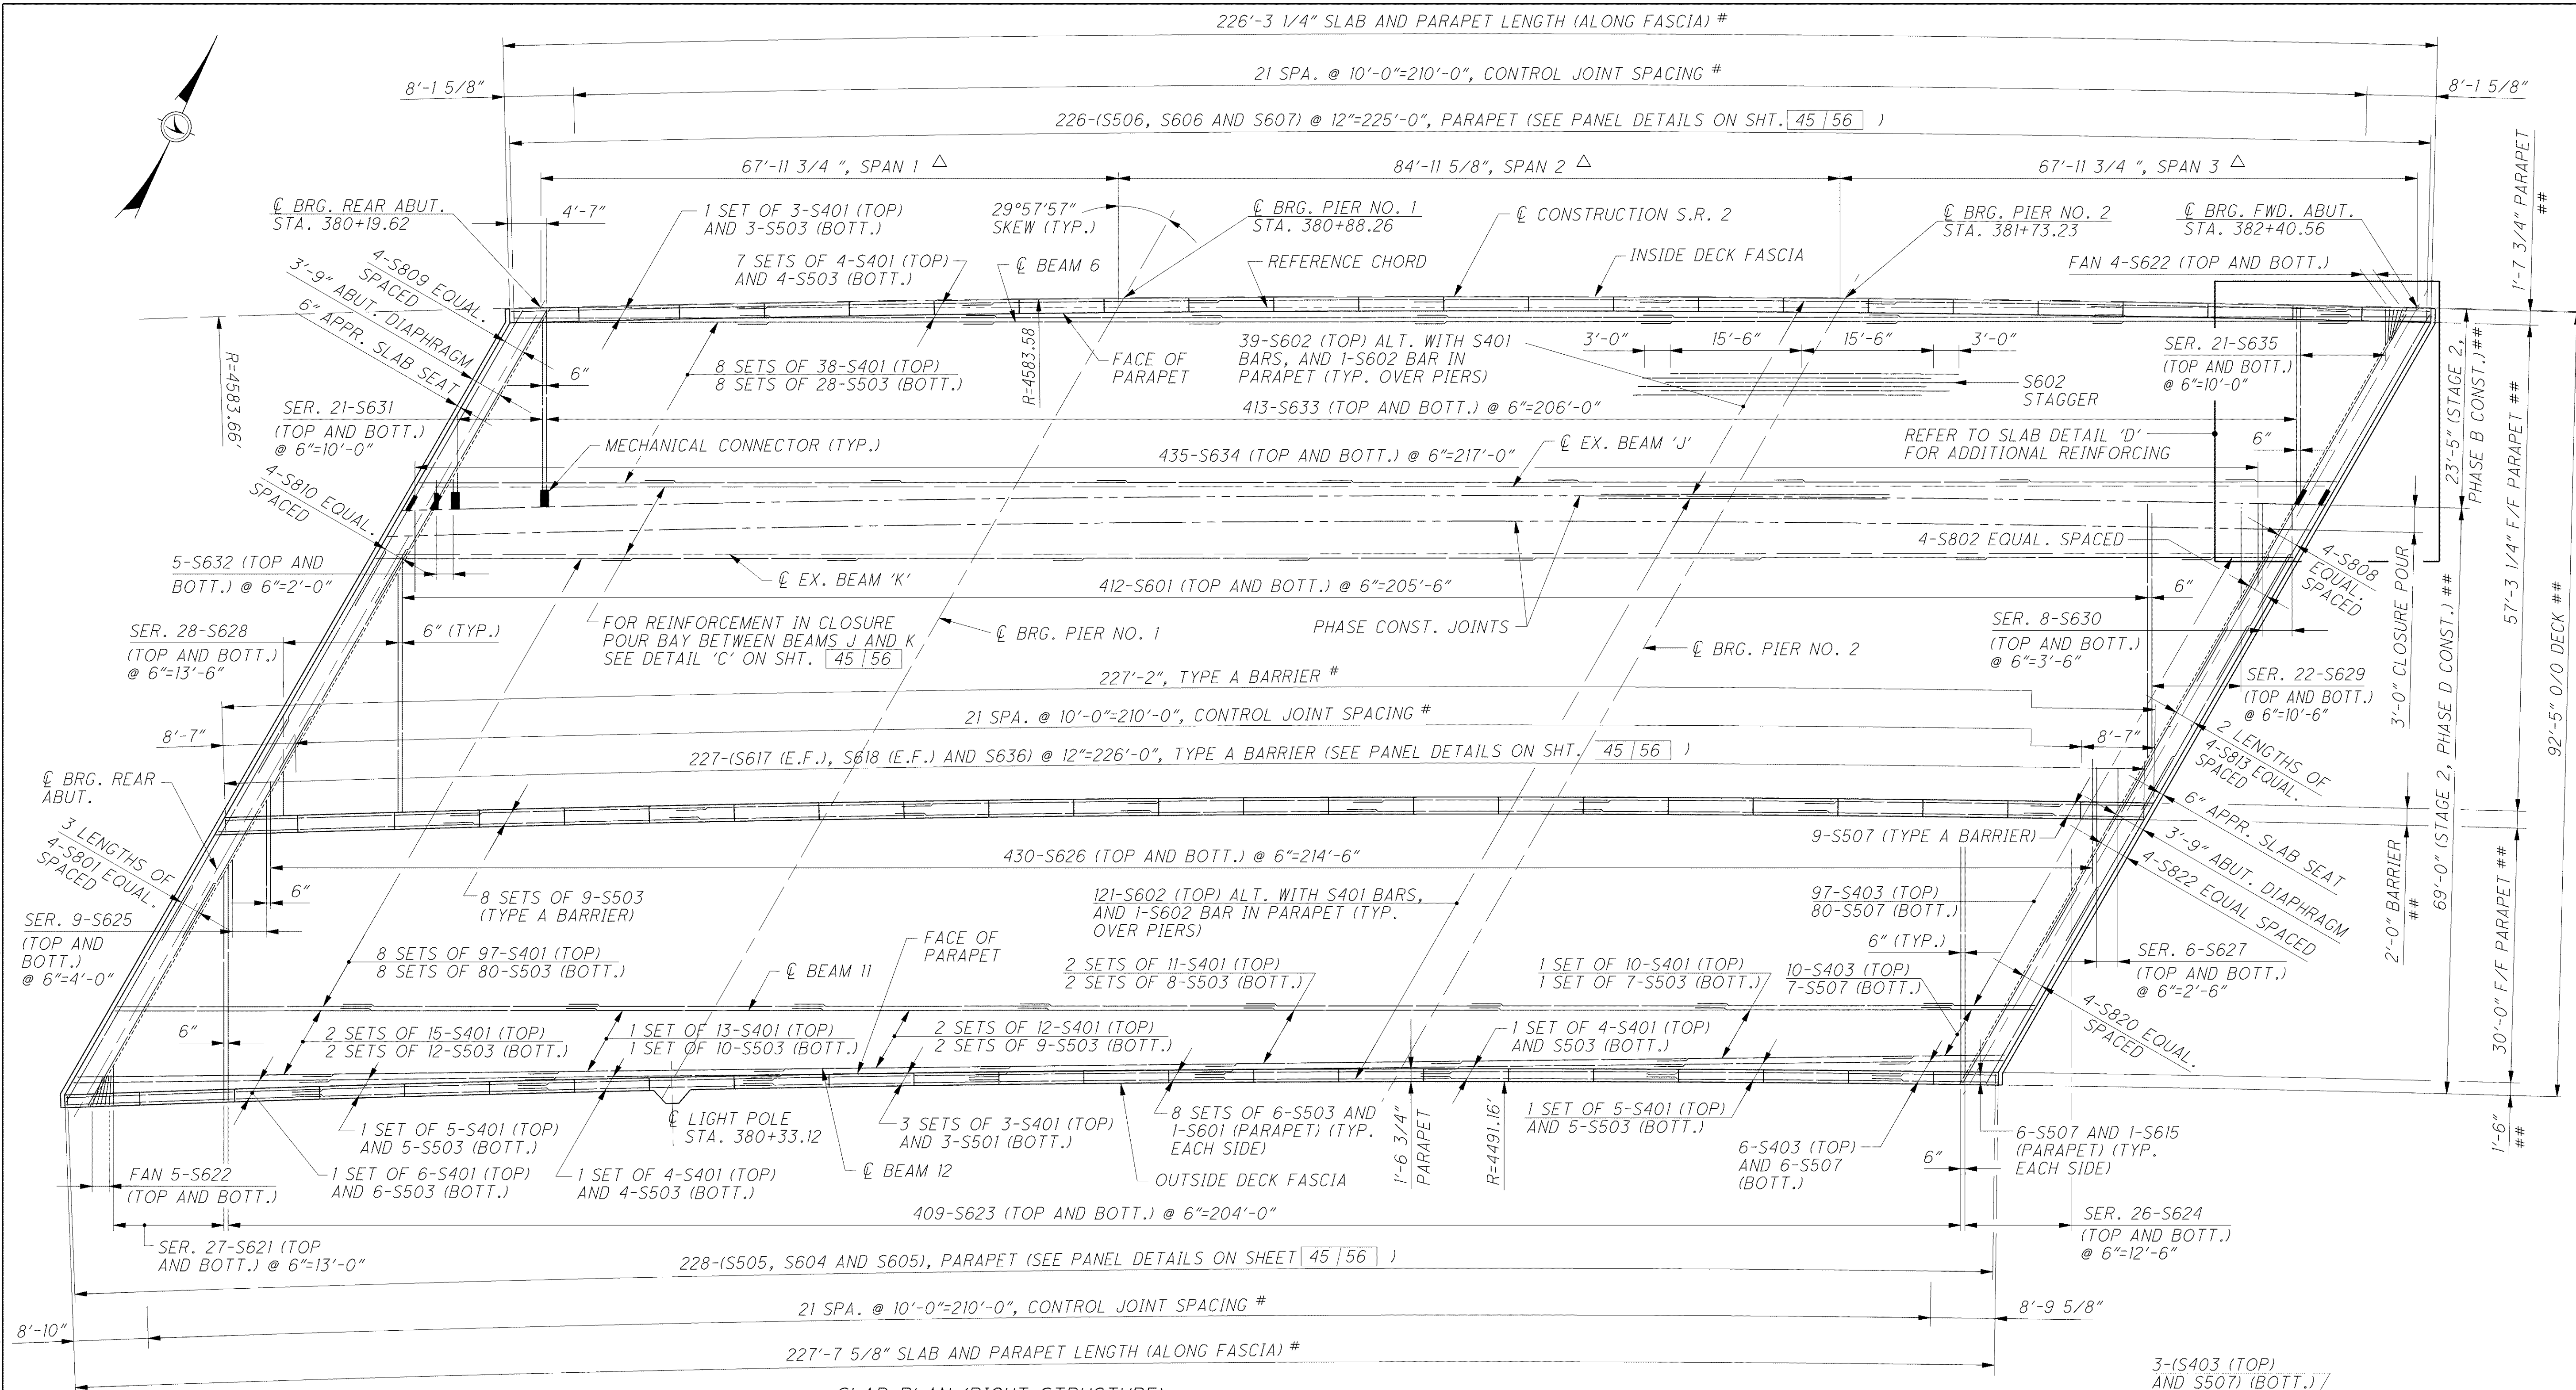 226'-3 1/4" SLAB AND PARAPET LENGTH (ALONG FASCIA) #
21 SPA. @ 10'-0"=210'-0", CONTROL JOINT SPACING #
8'-1 5/8"
8'-1 5/8"
226-(S506, S606 AND S607) @ 12"=225'-0", PARAPET (SEE PANEL DETAILS ON SHT. 45 / 56 )
67'-11 3/4 ", SPAN 1 △
84'-11 5/8", SPAN 2 △
67'-11 3/4 ", SPAN 3 △
1'-7 3/4" PARAPET
##
℄ BRG. REAR ABUT.
STA. 380+19.62
4'-7"
1 SET OF 3-S401 (TOP)
AND 3-S503 (BOTT.)
29°57'57"
SKEW (TYP.)
℄ BRG. PIER NO. 1
STA. 380+88.26
℄ CONSTRUCTION S.R. 2
℄ BRG. PIER NO. 2
STA. 381+73.23
℄ BRG. FWD. ABUT.
STA. 382+40.56
4-S809 EQUAL.
SPACED
3'-9" ABUT. DIAPHRAGM
6" APPR. SLAB SEAT
7 SETS OF 4-S401 (TOP)
AND 4-S503 (BOTT.)
℄ BEAM 6
REFERENCE CHORD
INSIDE DECK FASCIA
FAN 4-S622 (TOP AND BOTT.)
R=4583.66'
R=4583.58
6"
8 SETS OF 38-S401 (TOP)
8 SETS OF 28-S503 (BOTT.)
FACE OF
PARAPET
39-S602 (TOP) ALT. WITH S401
BARS, AND 1-S602 BAR IN
PARAPET (TYP. OVER PIERS)
3'-0"
15'-6"
15'-6"
3'-0"
S602
STAGGER
SER. 21-S635
(TOP AND BOTT.)
@ 6"=10'-0"
23'-5" (STAGE 2,
PHASE B CONST.)##
SER. 21-S631
(TOP AND BOTT.)
@ 6"=10'-0"
413-S633 (TOP AND BOTT.) @ 6"=206'-0"
MECHANICAL CONNECTOR (TYP.)
℄ EX. BEAM 'J'
REFER TO SLAB DETAIL 'D'
FOR ADDITIONAL REINFORCING
6"
435-S634 (TOP AND BOTT.) @ 6"=217'-0"
57'-3 1/4" F/F PARAPET ##
4-S810 EQUAL.
SPACED
5-S632 (TOP AND
BOTT.) @ 6"=2'-0"
℄ EX. BEAM 'K'
4-S802 EQUAL. SPACED
4-S808
EQUAL.
SPACED
3'-0" CLOSURE POUR
412-S601 (TOP AND BOTT.) @ 6"=205'-6"
6"
SER. 28-S628
(TOP AND BOTT.)
@ 6"=13'-6"
6" (TYP.)
FOR REINFORCEMENT IN CLOSURE
POUR BAY BETWEEN BEAMS J AND K
SEE DETAIL 'C' ON SHT. 45 / 56
℄ BRG. PIER NO. 1
PHASE CONST. JOINTS
℄ BRG. PIER NO. 2
SER. 8-S630
(TOP AND BOTT.)
@ 6"=3'-6"
SER. 22-S629
(TOP AND BOTT.)
@ 6"=10'-6"
69'-0" (STAGE 2, PHASE D CONST.) ##
92'-5" O/O DECK ##
227'-2", TYPE A BARRIER #
21 SPA. @ 10'-0"=210'-0", CONTROL JOINT SPACING #
8'-7"
8'-7"
227-(S617 (E.F.), S618 (E.F.) AND S636) @ 12"=226'-0", TYPE A BARRIER (SEE PANEL DETAILS ON SHT. 45 / 56 )
2 LENGTHS OF
4-S813 EQUAL.
SPACED
℄ BRG. REAR
ABUT.
3 LENGTHS OF
4-S801 EQUAL.
SPACED
9-S507 (TYPE A BARRIER)
6" APPR. SLAB SEAT
3'-9" ABUT. DIAPHRAGM
4-S822 EQUAL SPACED
2'-0" BARRIER
##
430-S626 (TOP AND BOTT.) @ 6"=214'-6"
6"
8 SETS OF 9-S503
(TYPE A BARRIER)
121-S602 (TOP) ALT. WITH S401 BARS,
AND 1-S602 BAR IN PARAPET (TYP.
OVER PIERS)
97-S403 (TOP)
80-S507 (BOTT.)
SER. 9-S625
(TOP AND
BOTT.)
@ 6"=4'-0"
8 SETS OF 97-S401 (TOP)
8 SETS OF 80-S503 (BOTT.)
℄ BEAM 11
FACE OF
PARAPET
2 SETS OF 11-S401 (TOP)
2 SETS OF 8-S503 (BOTT.)
1 SET OF 10-S401 (TOP)
1 SET OF 7-S503 (BOTT.)
6" (TYP.)
10-S403 (TOP)
7-S507 (BOTT.)
SER. 6-S627
(TOP AND BOTT.)
@ 6"=2'-6"
30'-0" F/F PARAPET ##
6"
2 SETS OF 15-S401 (TOP)
2 SETS OF 12-S503 (BOTT.)
1 SET OF 13-S401 (TOP)
1 SET OF 10-S503 (BOTT.)
2 SETS OF 12-S401 (TOP)
2 SETS OF 9-S503 (BOTT.)
1 SET OF 4-S401 (TOP)
AND S503 (BOTT.)
4-S820 EQUAL.
SPACED
1 SET OF 5-S401 (TOP)
AND 5-S503 (BOTT.)
℄ LIGHT POLE
STA. 380+33.12
3 SETS OF 3-S401 (TOP)
AND 3-S501 (BOTT.)
8 SETS OF 6-S503 AND
1-S601 (PARAPET) (TYP.
EACH SIDE)
1'-6 3/4"
PARAPET
R=4491.16'
1 SET OF 5-S401 (TOP)
AND 5-S503 (BOTT.)
6-S403 (TOP)
AND 6-S507
(BOTT.)
6"
6-S507 AND 1-S615
(PARAPET) (TYP.
EACH SIDE)
1'-6"
##
FAN 5-S622
(TOP AND BOTT.)
1 SET OF 6-S401 (TOP)
AND 6-S503 (BOTT.)
1 SET OF 4-S401 (TOP)
AND 4-S503 (BOTT.)
℄ BEAM 12
OUTSIDE DECK FASCIA
409-S623 (TOP AND BOTT.) @ 6"=204'-0"
SER. 27-S621 (TOP
AND BOTT.) @ 6"=13'-0"
SER. 26-S624
(TOP AND BOTT.)
@ 6"=12'-6"
228-(S505, S604 AND S605), PARAPET (SEE PANEL DETAILS ON SHEET 45 / 56 )
21 SPA. @ 10'-0"=210'-0", CONTROL JOINT SPACING #
8'-10"
8'-9 5/8"
227'-7 5/8" SLAB AND PARAPET LENGTH (ALONG FASCIA) #
SLAB PLAN (RIGHT STRUCTURE)
3-(S403 (TOP)
AND S507) (BOTT.)